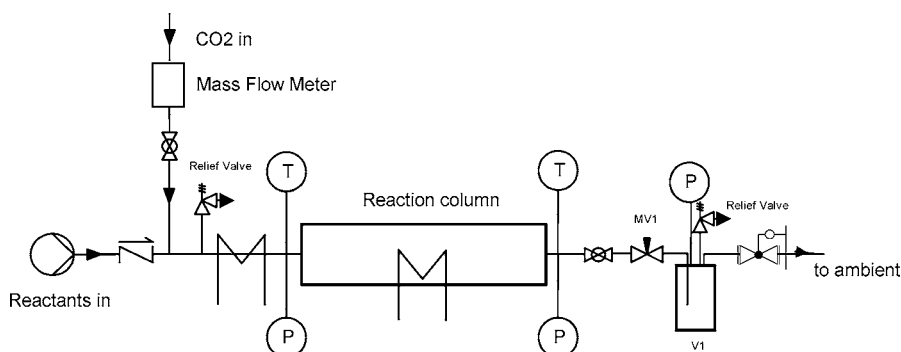 CO2 in
Mass Flow Meter
Relief Valve
T
T
Reaction column
P
Relief Valve
MV1
Reactants in
to ambient
P
P
V1